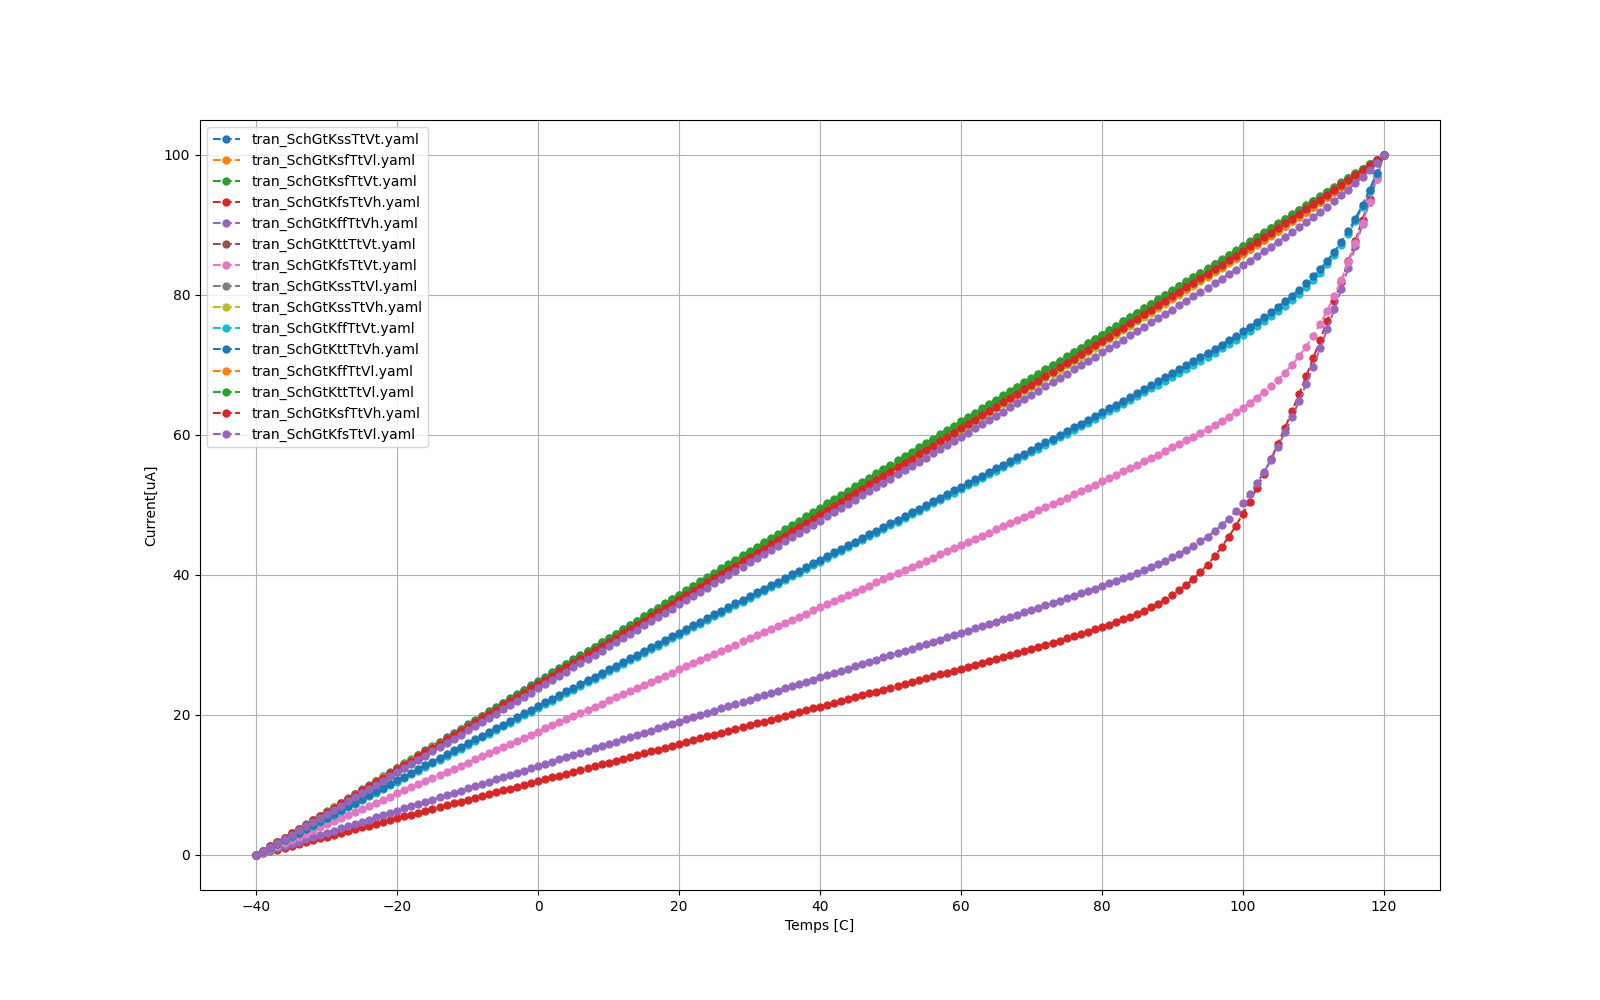 tran_SchGtKssTtVt.yaml
tran_SchGtKsfTtVl.yaml
tran_SchGtKsfTtVt.yaml
tran_SchGtKfsTtVh.yaml
tran_SchGtKffTtVh.yaml
tran_SchGtKttTtVt.yaml
tran_SchGtKfsTtVt.yaml
tran_SchGtKssTtVl.yaml
tran_SchGtKssTtVh.yaml
tran_SchGtKffTtVt.yaml
tran_SchGtKttTtVh.yaml
tran_SchGtKffTtVl.yaml
tran_SchGtKttTtVl.yaml
tran_SchGtKsfTtVh.yaml
tran_SchGtKfsTtVl.yaml
100
80
60
40
20
0
Current[uA]
−40 −20 0 20 40 60 80 100 120
Temps [C]